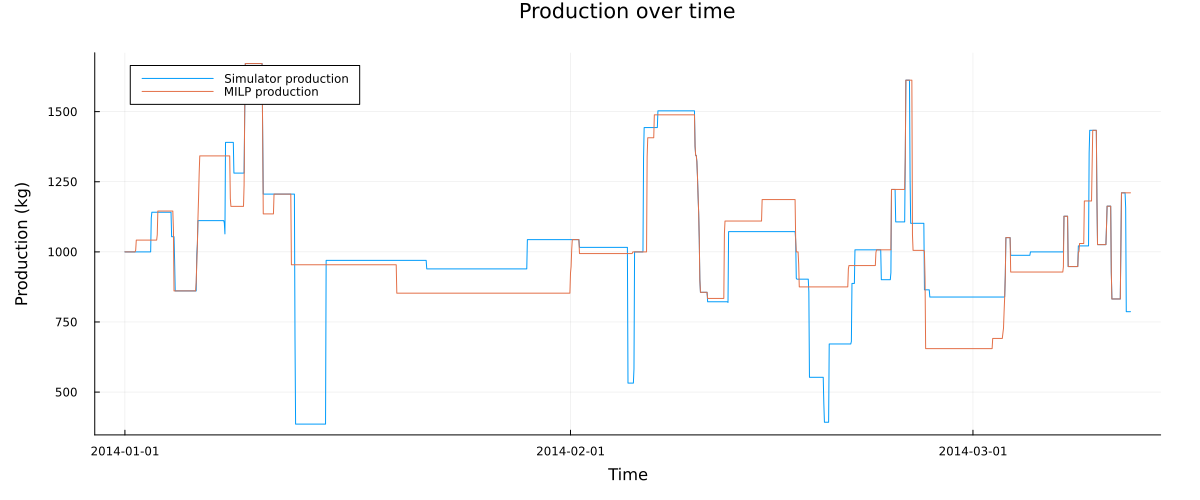 Production over time
Simulator production
MILP production
Production (kg)
1500
1250
1000
750
500
2014-01-01
2014-02-01
2014-03-01
Time